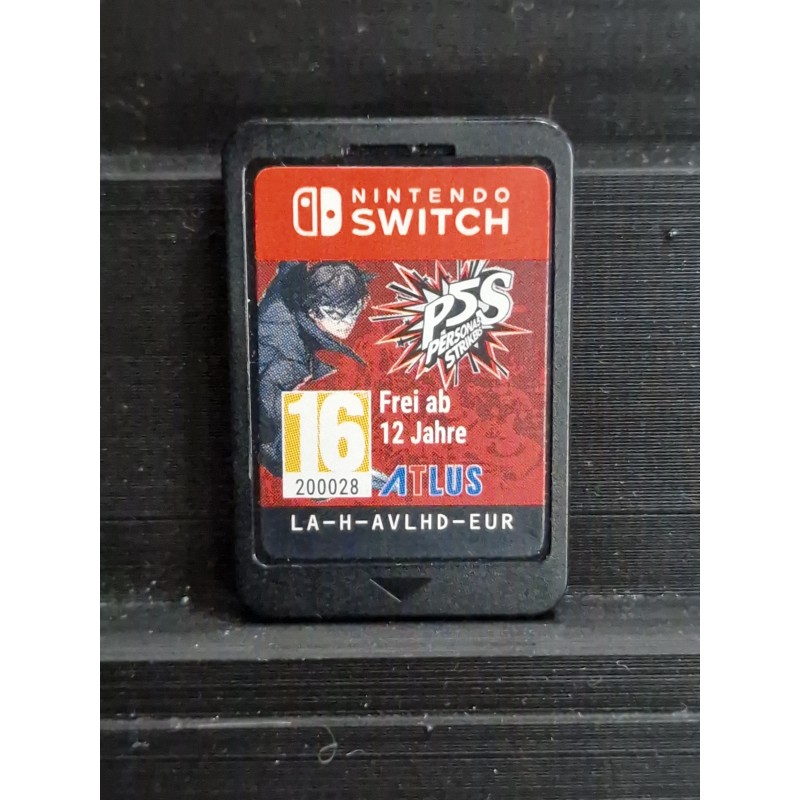 NINTENDO
SWITCH
P5S
PERSONA5
STRIKERS
16
Frei ab
12 Jahre
200028
ATLUS
LA-H-AVLHD-EUR